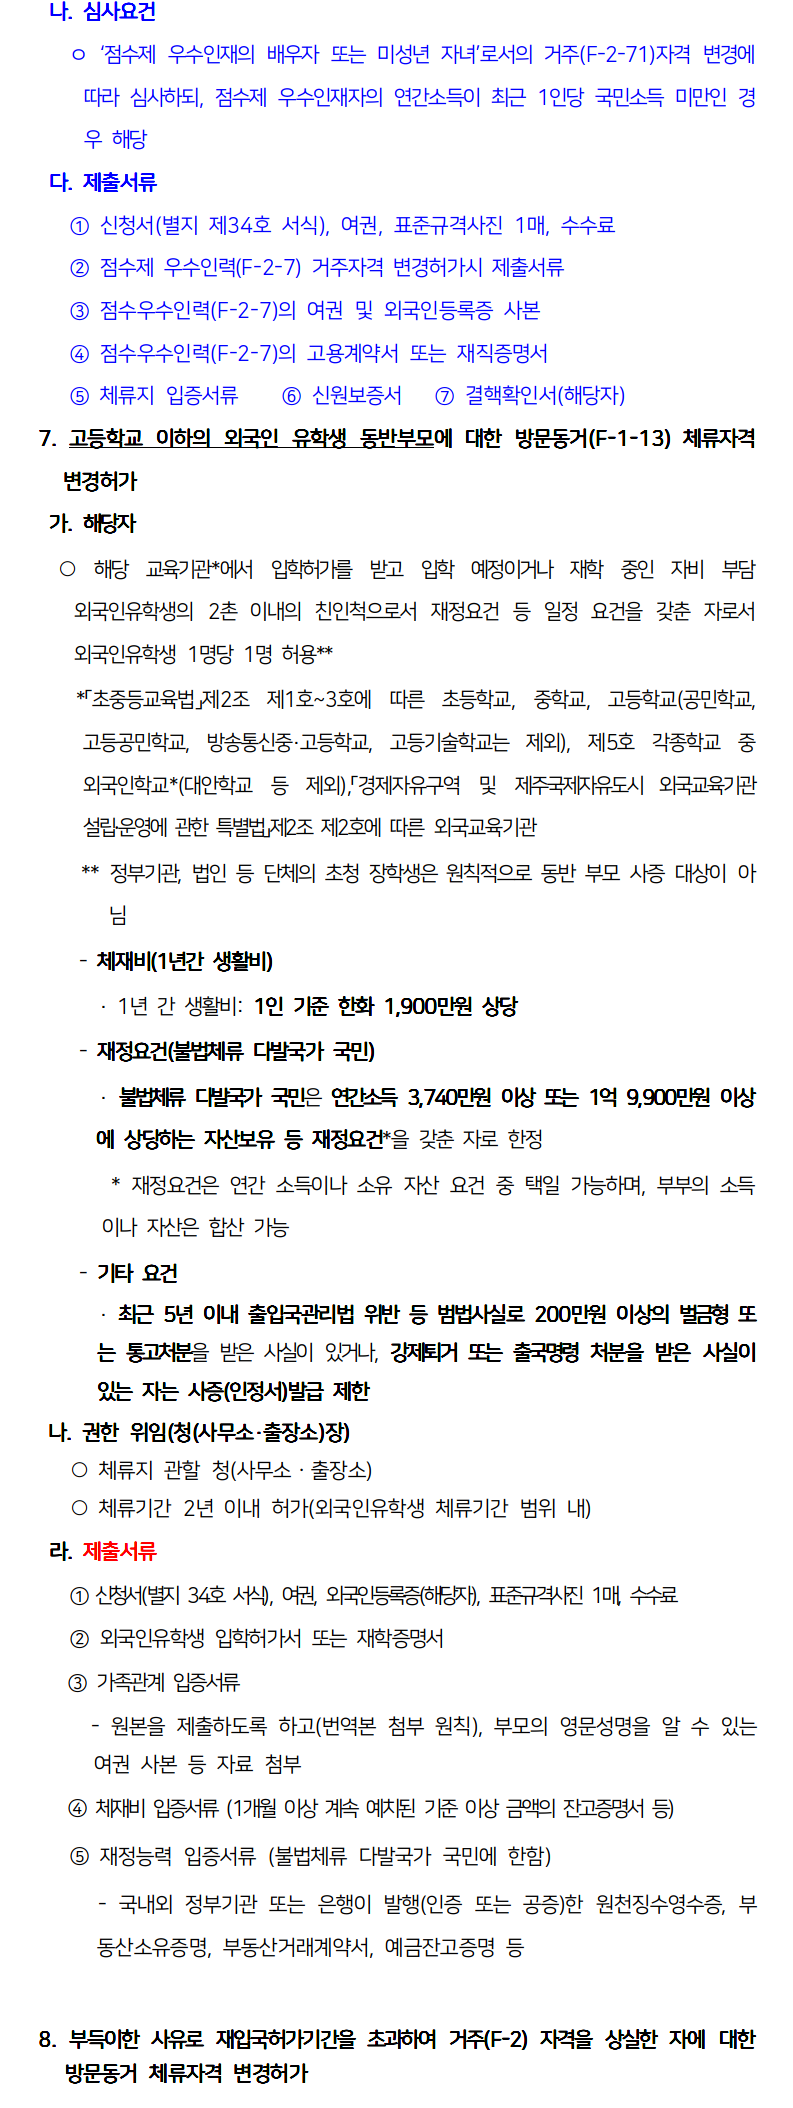 나. 심사요건
ㅇ ‘점수제 우수인재의 배우자 또는 미성년 자녀’로서의 거주(F-2-71)자격 변경에
따라 심사하되, 점수제 우수인재자의 연간소득이 최근 1인당 국민소득 미만인 경
우 해당
다. 제출서류
① 신청서(별지 제34호 서식), 여권, 표준규격사진 1매, 수수료
② 점수제 우수인력(F-2-7) 거주자격 변경허가시 제출서류
③ 점수우수인력(F-2-7)의 여권 및 외국인등록증 사본
④ 점수우수인력(F-2-7)의 고용계약서 또는 재직증명서
⑤ 체류지 입증서류 ⑥ 신원보증서 ⑦ 결핵확인서(해당자)
7. 고등학교 이하의 외국인 유학생 동반부모에 대한 방문동거(F-1-13) 체류자격
변경허가
가. 해당자
○ 해당 교육기관*에서 입학허가를 받고 입학 예정이거나 재학 중인 자비 부담
외국인유학생의 2촌 이내의 친인척으로서 재정요건 등 일정 요건을 갖춘 자로서
외국인유학생 1명당 1명 허용**
*「초중등교육법」제2조 제1호~3호에 따른 초등학교, 중학교, 고등학교(공민학교,
고등공민학교, 방송통신중·고등학교, 고등기술학교는 제외), 제5호 각종학교 중
외국인학교*(대안학교 등 제외),「경제자유구역 및 제주국제자유도시 외국교육기관
설립·운영에 관한 특별법」제2조 제2호에 따른 외국교육기관
** 정부기관, 법인 등 단체의 초청 장학생은 원칙적으로 동반 부모 사증 대상이 아
님
- 체재비(1년간 생활비)
· 1년 간 생활비: 1인 기준 한화 1,900만원 상당
- 재정요건(불법체류 다발국가 국민)
· 불법체류 다발국가 국민은 연간소득 3,740만원 이상 또는 1억 9,900만원 이상
에 상당하는 자산보유 등 재정요건*을 갖춘 자로 한정
* 재정요건은 연간 소득이나 소유 자산 요건 중 택일 가능하며, 부부의 소득
이나 자산은 합산 가능
- 기타 요건
· 최근 5년 이내 출입국관리법 위반 등 범법사실로 200만원 이상의 벌금형 또
는 통고처분을 받은 사실이 있거나, 강제퇴거 또는 출국명령 처분을 받은 사실이
있는 자는 사증(인정서)발급 제한
나. 권한 위임(청(사무소·출장소)장)
○ 체류지 관할 청(사무소 · 출장소)
○ 체류기간 2년 이내 허가(외국인유학생 체류기간 범위 내)
라. 제출서류
① 신청서(별지 34호 서식), 여권, 외국인등록증(해당자), 표준규격사진 1매, 수수료
② 외국인유학생 입학허가서 또는 재학증명서
③ 가족관계 입증서류
- 원본을 제출하도록 하고(번역본 첨부 원칙), 부모의 영문성명을 알 수 있는
여권 사본 등 자료 첨부
④ 체재비 입증서류 (1개월 이상 계속 예치된 기준 이상 금액의 잔고증명서 등)
⑤ 재정능력 입증서류 (불법체류 다발국가 국민에 한함)
- 국내외 정부기관 또는 은행이 발행(인증 또는 공증)한 원천징수영수증, 부
동산소유증명, 부동산거래계약서, 예금잔고증명 등
8. 부득이한 사유로 재입국허가기간을 초과하여 거주(F-2) 자격을 상실한 자에 대한
방문동거 체류자격 변경허가